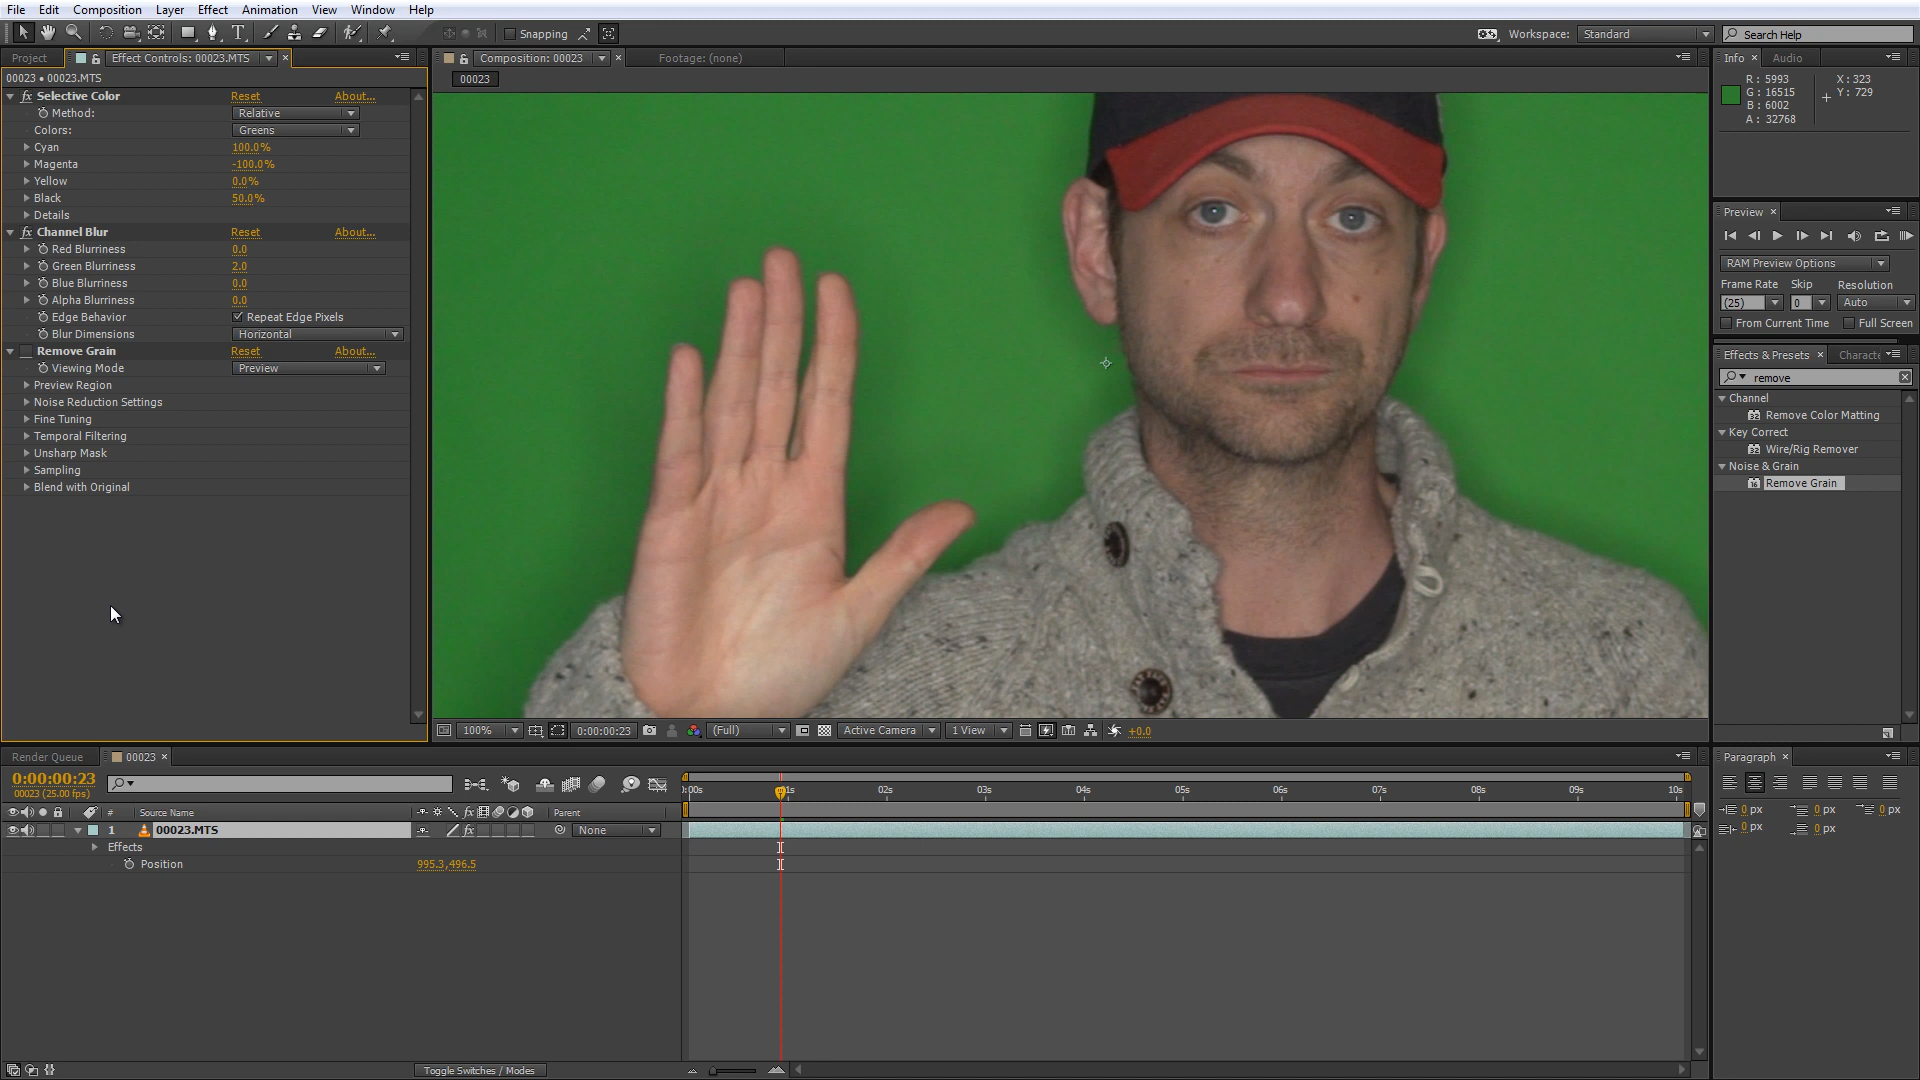 File Edit Composition Layer Effect Animation View Window Help
Snapping
Workspace: Standard
Search Help
Project
Effect Controls: 00023.MTS
Composition: 00023
Footage: (none)
Info
Audio
00023 • 00023.MTS
00023
R : 5993
G : 16515
B : 6002
A : 32768
X : 323
Y : 729
fx Selective Color Reset About...
Method: Relative
Colors: Greens
Cyan 100.0%
Magenta -100.0%
Yellow 0.0%
Black 50.0%
Details
fx Channel Blur Reset About...
Red Blurriness 0.0
Green Blurriness 2.0
Blue Blurriness 0.0
Alpha Blurriness 0.0
Edge Behavior Repeat Edge Pixels
Blur Dimensions Horizontal
Remove Grain Reset About...
Viewing Mode Preview
Preview Region
Noise Reduction Settings
Fine Tuning
Temporal Filtering
Unsharp Mask
Sampling
Blend with Original
Preview
RAM Preview Options
Frame Rate Skip Resolution
(25) 0 Auto
From Current Time Full Screen
Effects & Presets
Characte
remove
Channel
Remove Color Matting
Key Correct
Wire/Rig Remover
Noise & Grain
Remove Grain
100%
0:00:00:23
(Full)
Active Camera
1 View
+0.0
Render Queue
00023
0:00:00:23
00023 (25.00 fps)
# Source Name
fx
Parent
1 00023.MTS
fx
None
Effects
Position 995.3,496.5
Toggle Switches / Modes
):00s 01s 02s 03s 04s 05s 06s 07s 08s 09s 10s
Paragraph
0 px 0 px 0 px
0 px 0 px